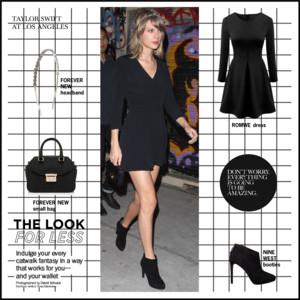 TAYLOR SWIFT
AT LOS ANGELES
FOREVER
NEW
headband
ROMWE dress
FOREVER NEW
small bag
DON'T WORRY.
EVERYTHING
IS GOING
TO BE
AMAZING.
THE LOOK
FOR LESS
Indulge your every
catwalk fantasy in a way
that works for you—
and your wallet.
NINE
WEST
booties